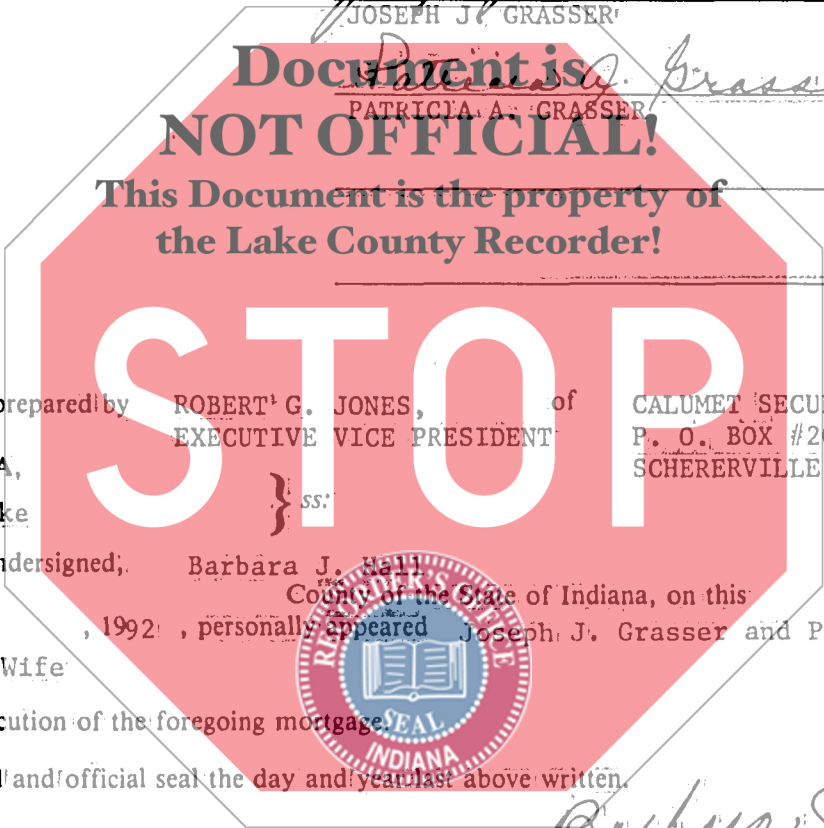 JOSEPH J. GRASSER
Document is
Patricia A. Grass
PATRICIA A. GRASSER
NOT OFFICIAL!
This Document is the property of
the Lake County Recorder!
STOP
prepared by ROBERT G. JONES, of CALUMET SECU
EXECUTIVE VICE PRESIDENT P. O. BOX #2
A, SCHERERVILLE
ke } ss:
ndersigned, Barbara J. Hall
County of the State of Indiana, on this
, 1992 , personally appeared Joseph J. Grasser and P
Wife
cution of the foregoing mortgage.
and official seal the day and year last above written.
RECORDER'S OFFICE
SEAL
INDIANA